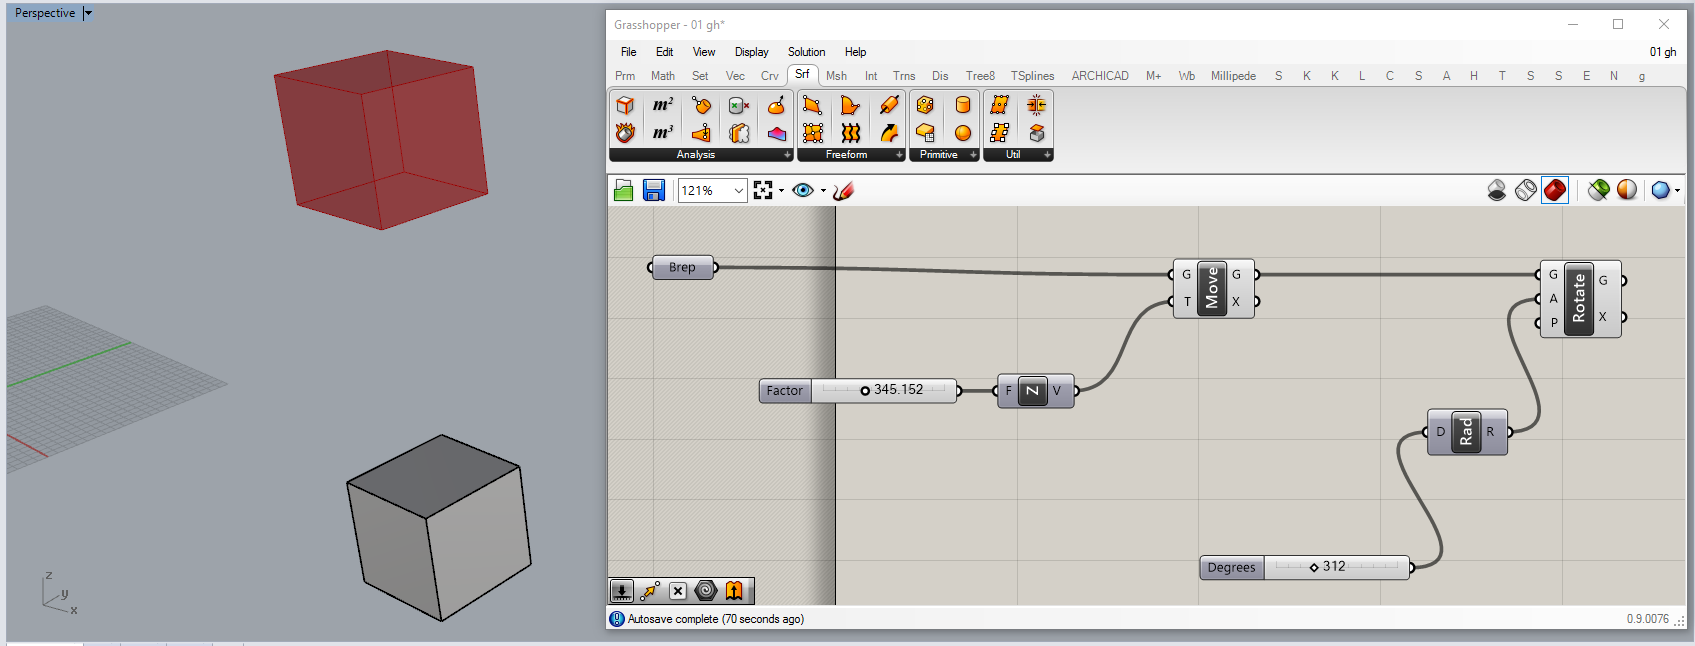 Perspective
Grasshopper - 01 gh*
File Edit View Display Solution Help 01 gh
Prm Math Set Vec Crv Srf Msh Int Trns Dis Tree8 TSplines ARCHICAD M+ Wb Millipede S K K L C S A H T S S E N g
m²
m³
Analysis Freeform Primitive Util
121%
Brep
G T Move G X
G A P Rotate G X
Factor 345.152
F Z V
D Rad R
Degrees 312
z
y
x
Autosave complete (70 seconds ago) 0.9.0076